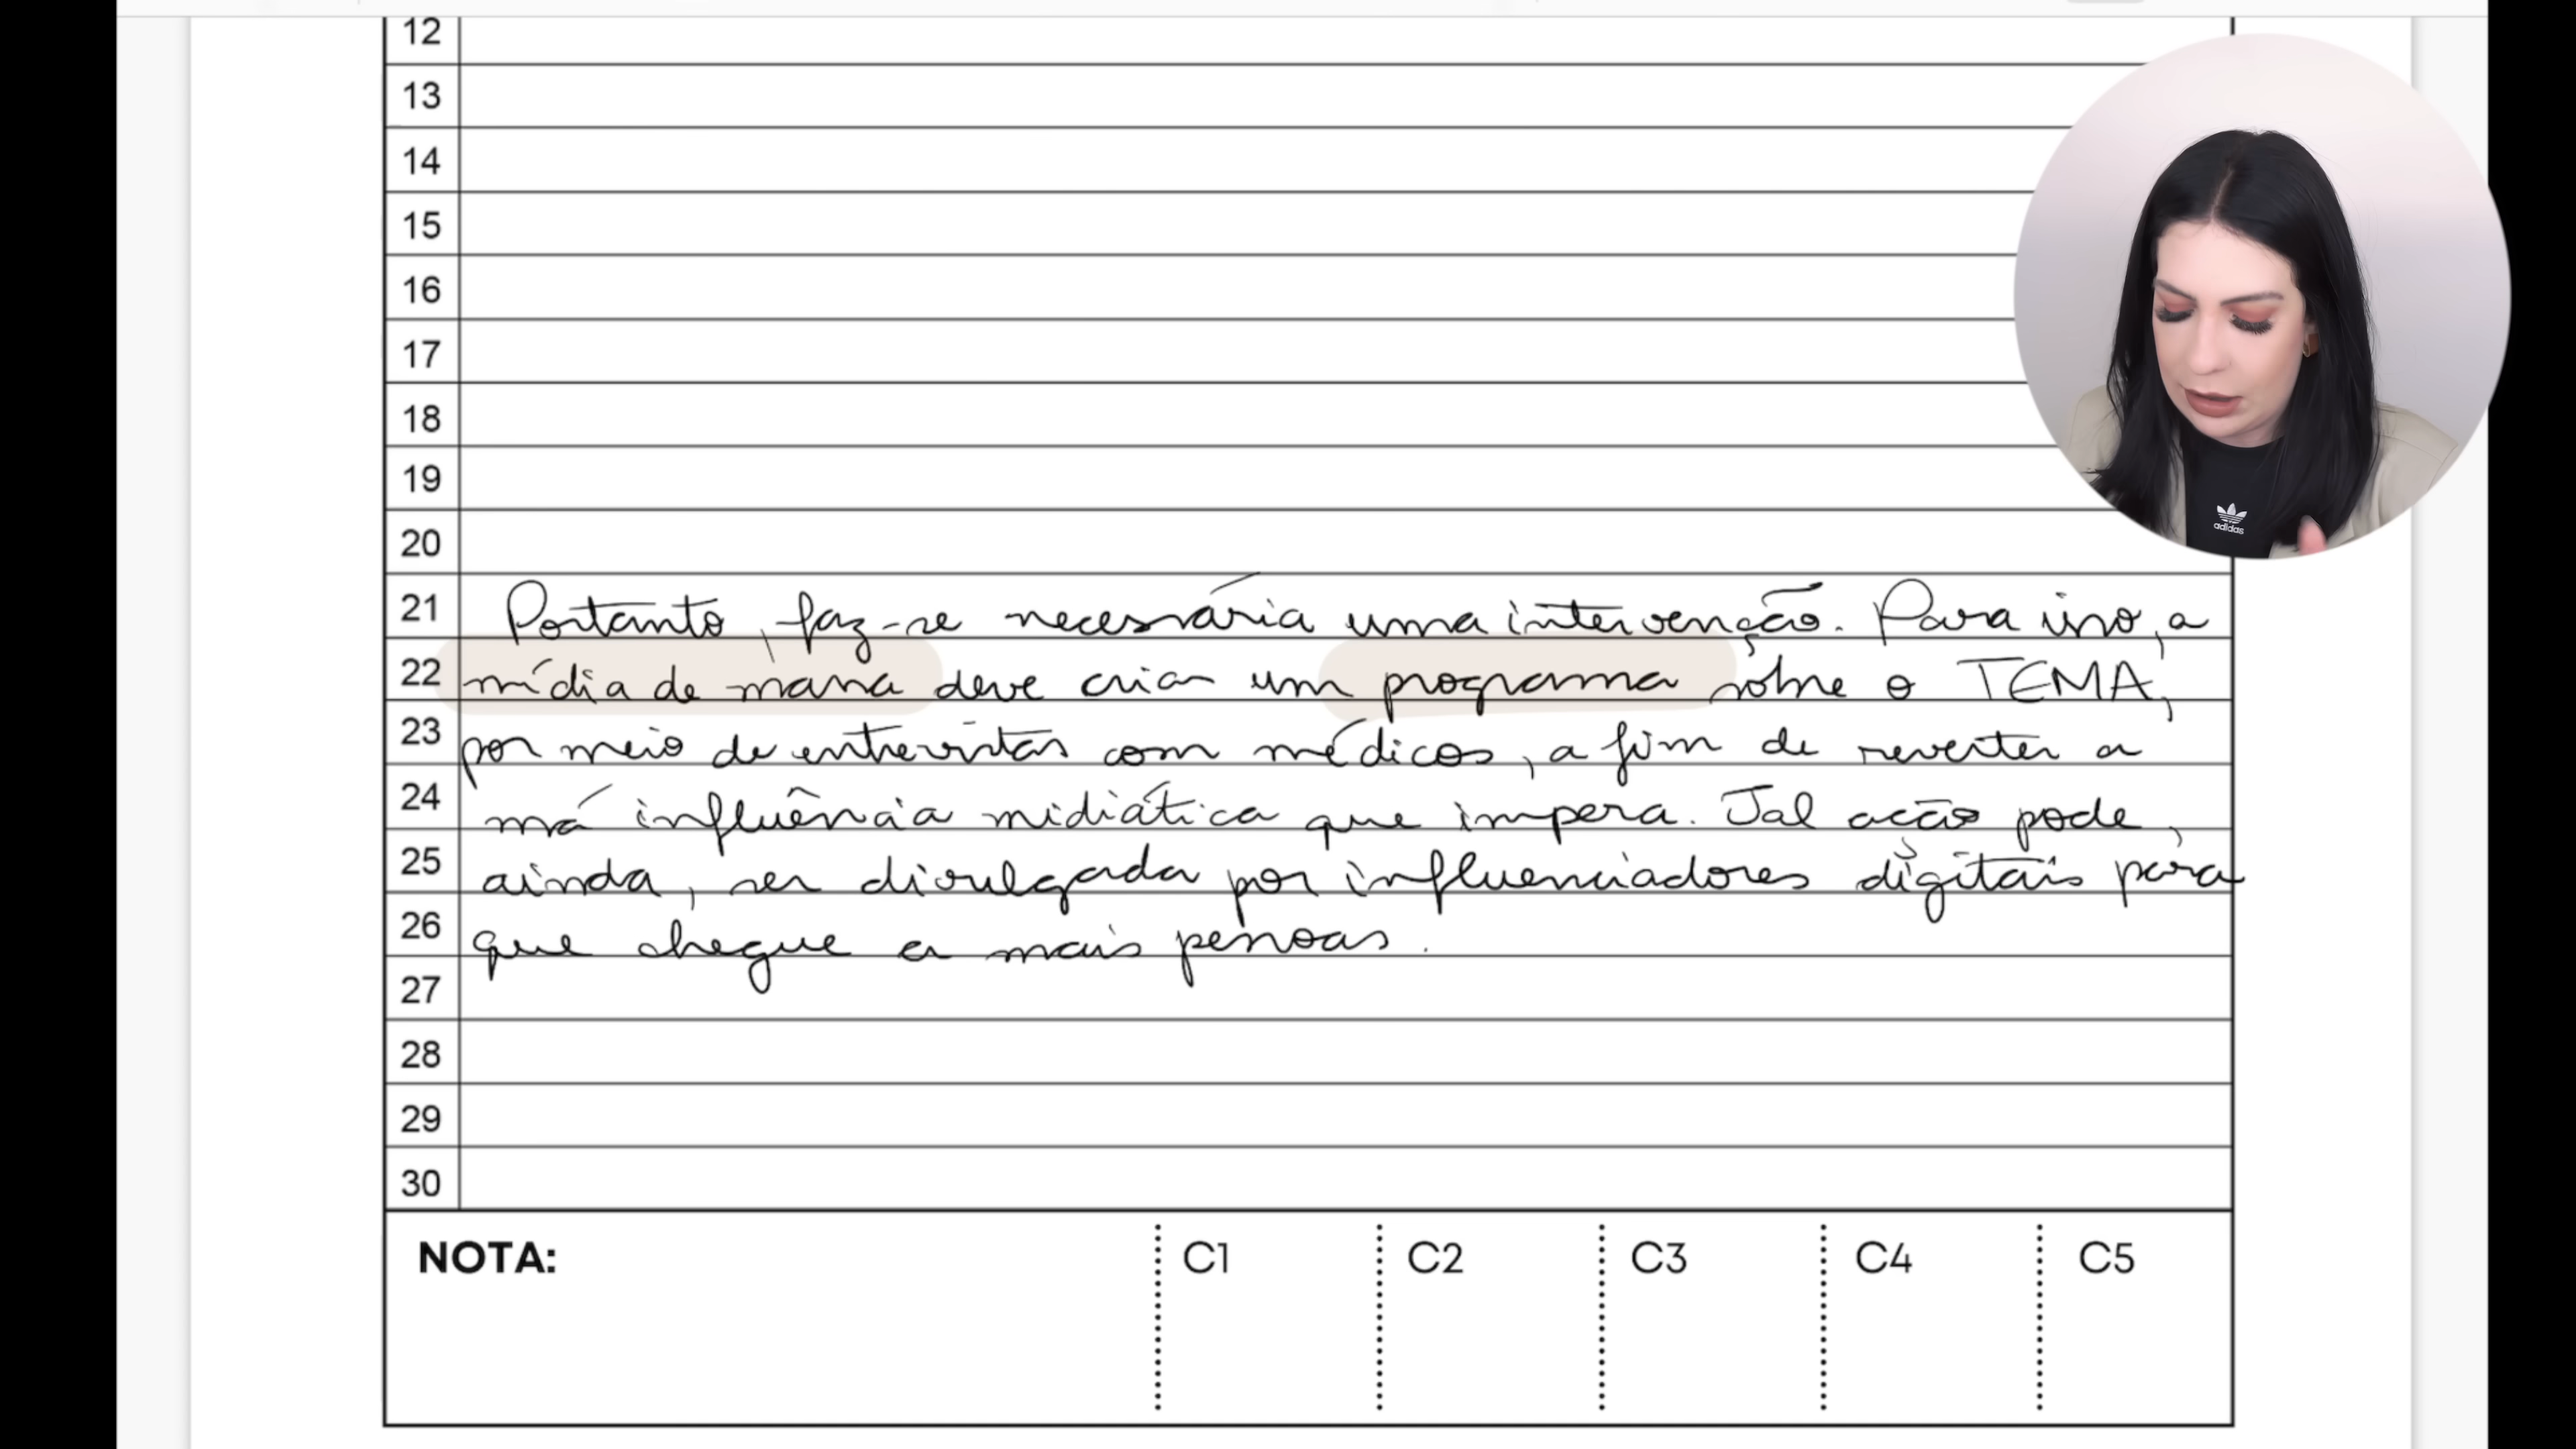 12
13
14
15
16
17
18
19
20
adidas
21 Portanto, faz-se necessária uma intervenção. Para isso, a
22 mídia de massa deve criar um programa sobre o TEMA,
23 por meio de entrevistas com médicos, a fim de reverter a
24 má influência midiática que impera. Tal ação pode,
25 ainda, ser divulgada por influenciadores digitais para
26 que chegue a mais pessoas.
27
28
29
30
NOTA: C1 C2 C3 C4 C5